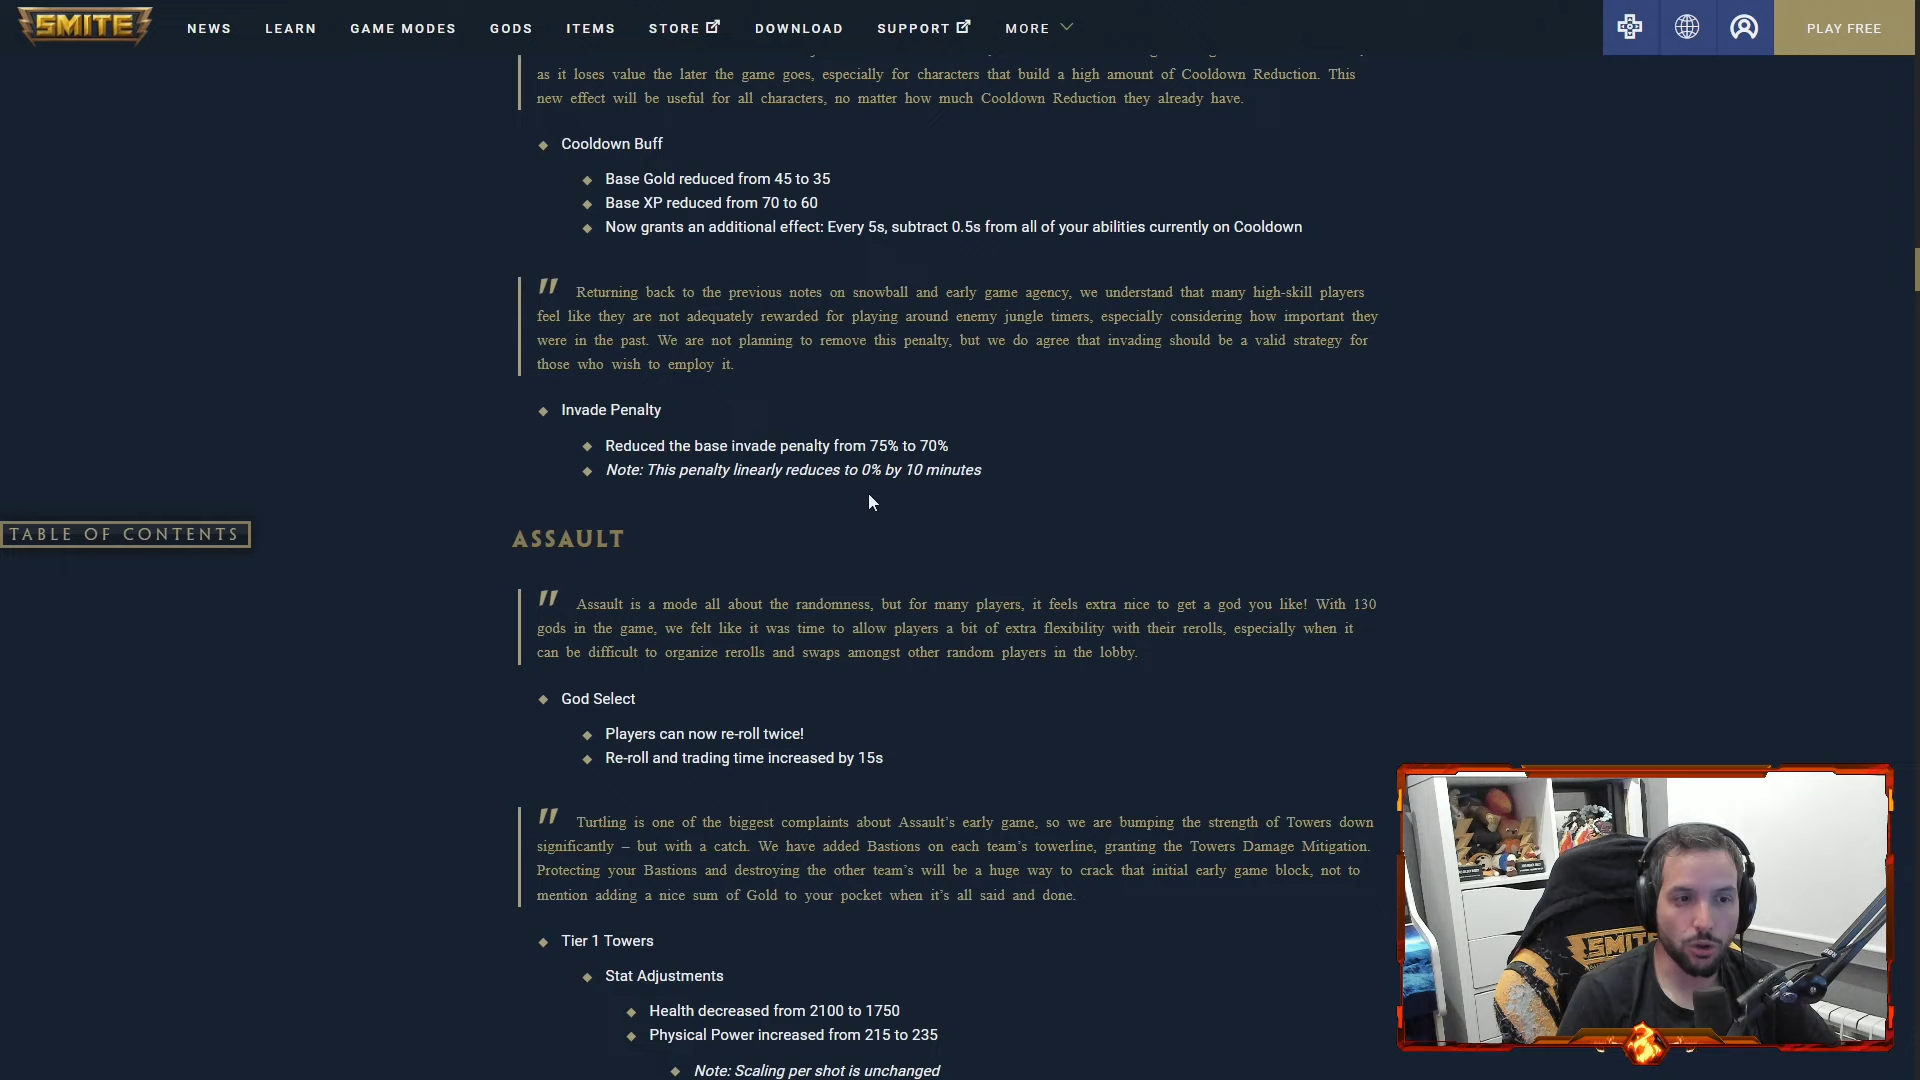 SMITE
NEWS
LEARN
GAME MODES
GODS
ITEMS
STORE
DOWNLOAD
SUPPORT
MORE
PLAY FREE
as it loses value the later the game goes, especially for characters that build a high amount of Cooldown Reduction. This
new effect will be useful for all characters, no matter how much Cooldown Reduction they already have.
Cooldown Buff
Base Gold reduced from 45 to 35
Base XP reduced from 70 to 60
Now grants an additional effect: Every 5s, subtract 0.5s from all of your abilities currently on Cooldown
" Returning back to the previous notes on snowball and early game agency, we understand that many high-skill players
feel like they are not adequately rewarded for playing around enemy jungle timers, especially considering how important they
were in the past. We are not planning to remove this penalty, but we do agree that invading should be a valid strategy for
those who wish to employ it.
Invade Penalty
Reduced the base invade penalty from 75% to 70%
Note: This penalty linearly reduces to 0% by 10 minutes
TABLE OF CONTENTS
ASSAULT
" Assault is a mode all about the randomness, but for many players, it feels extra nice to get a god you like! With 130
gods in the game, we felt like it was time to allow players a bit of extra flexibility with their rerolls, especially when it
can be difficult to organize rerolls and swaps amongst other random players in the lobby.
God Select
Players can now re-roll twice!
Re-roll and trading time increased by 15s
" Turtling is one of the biggest complaints about Assault's early game, so we are bumping the strength of Towers down
significantly – but with a catch. We have added Bastions on each team's towerline, granting the Towers Damage Mitigation.
Protecting your Bastions and destroying the other team's will be a huge way to crack that initial early game block, not to
mention adding a nice sum of Gold to your pocket when it's all said and done.
Tier 1 Towers
Stat Adjustments
Health decreased from 2100 to 1750
Physical Power increased from 215 to 235
Note: Scaling per shot is unchanged
SMITE